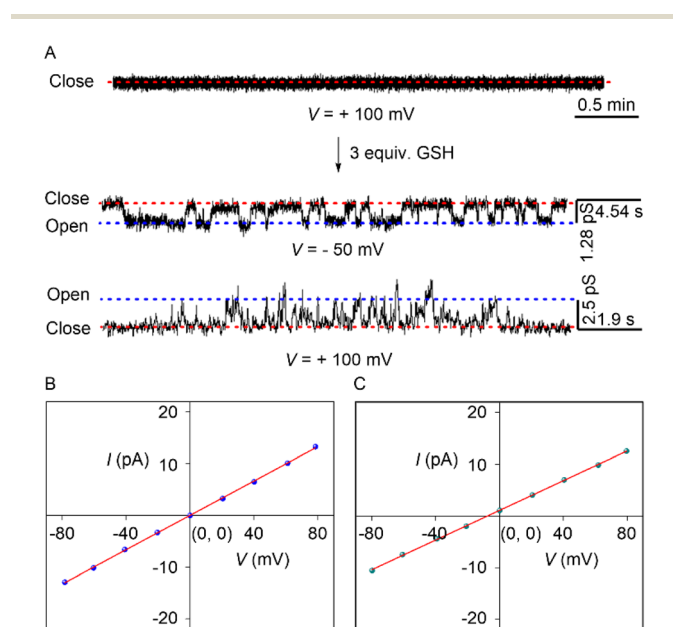 A
Close
V = + 100 mV
0.5 min
3 equiv. GSH
Close
Open
V = - 50 mV
4.54 s
1.28 pS
Open
Close
V = + 100 mV
2.5 pS
1.9 s
B
20
I (pA)
10
-80
-40
(0, 0)
40
80
V (mV)
-10
-20
C
20
I (pA)
10
-80
-40
(0, 0)
40
80
V (mV)
-10
-20